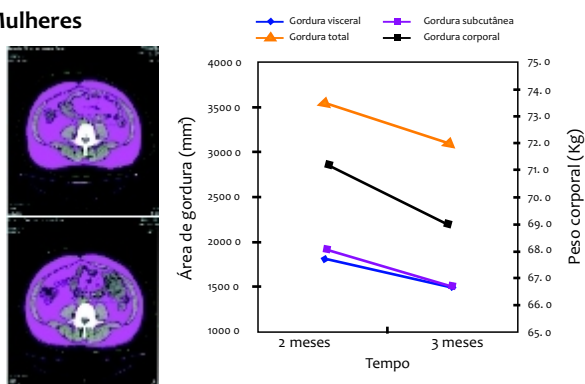 Mulheres
Gordura visceral
Gordura subcutânea
Gordura total
Gordura corporal
4000 0
3500 0
3000 0
2500 0
2000 0
1500 0
1000 0
Área de gordura (mm)
75. 0
74. 0
73. 0
72. 0
71. 0
70. 0
69. 0
68. 0
67. 0
66. 0
65. 0
Peso corporal (Kg)
2 meses
3 meses
Tempo